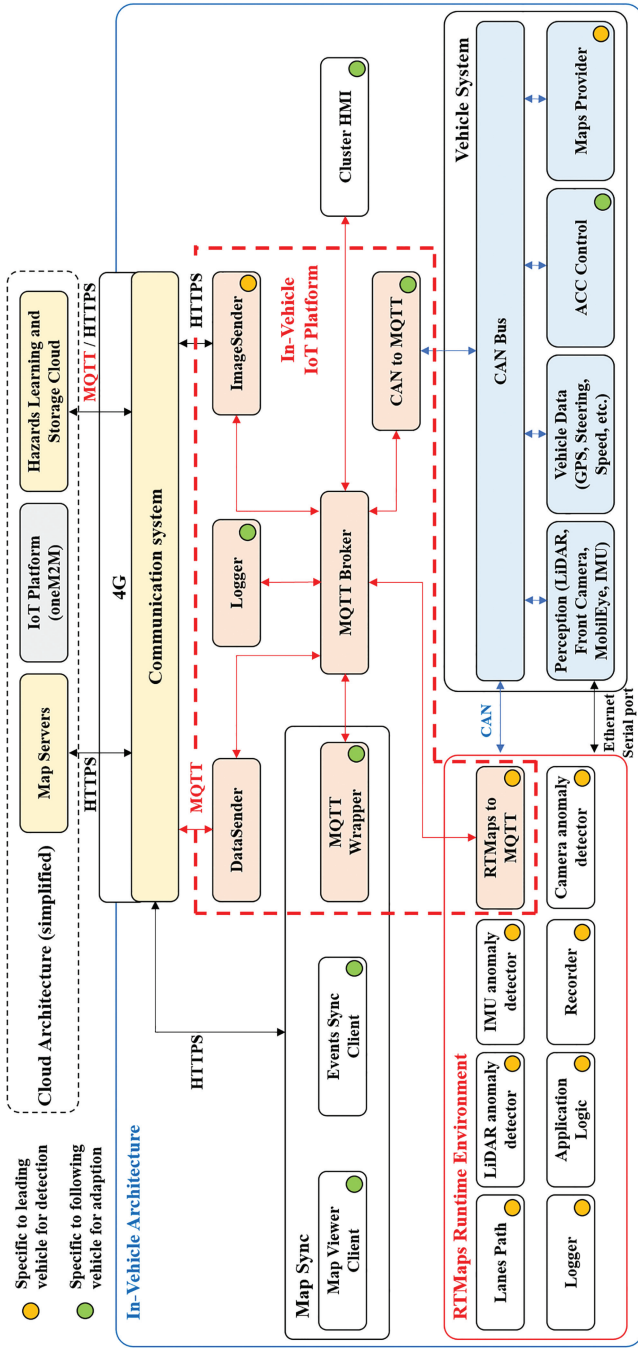 Specific to leading
vehicle for detection
Specific to following
vehicle for adaption
Cloud Architecture (simplified)
Map Servers
IoT Platform
(oneM2M)
Hazards Learning and
Storage Cloud
HTTPS
MQTT / HTTPS
In-Vehicle Architecture
4G
Communication system
HTTPS
MQTT
HTTPS
DataSender
Logger
ImageSender
In-Vehicle
IoT Platform
Map Sync
Map Viewer
Client
Events Sync
Client
MQTT
Wrapper
MQTT Broker
CAN to MQTT
Cluster HMI
RTMaps Runtime Environment
Lanes Path
LiDAR anomaly
detector
IMU anomaly
detector
RTMaps to
MQTT
Logger
Application
Logic
Recorder
Camera anomaly
detector
CAN
Ethernet
Serial port
Vehicle System
CAN Bus
Perception (LiDAR,
Front Camera,
MobilEye, IMU)
Vehicle Data
(GPS, Steering,
Speed, etc.)
ACC Control
Maps Provider